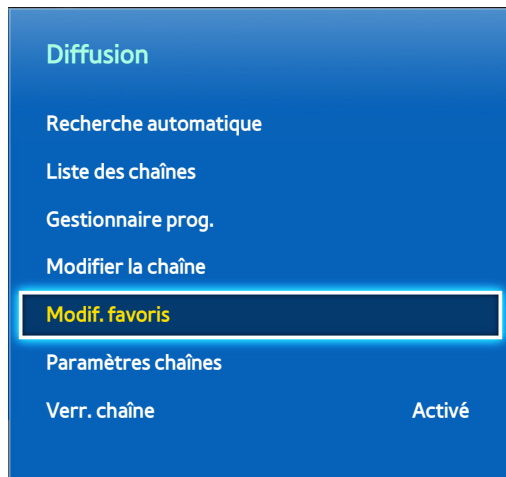 Diffusion
Recherche automatique
Liste des chaînes
Gestionnaire prog.
Modifier la chaîne
Modif. favoris
Paramètres chaînes
Verr. chaîne Activé